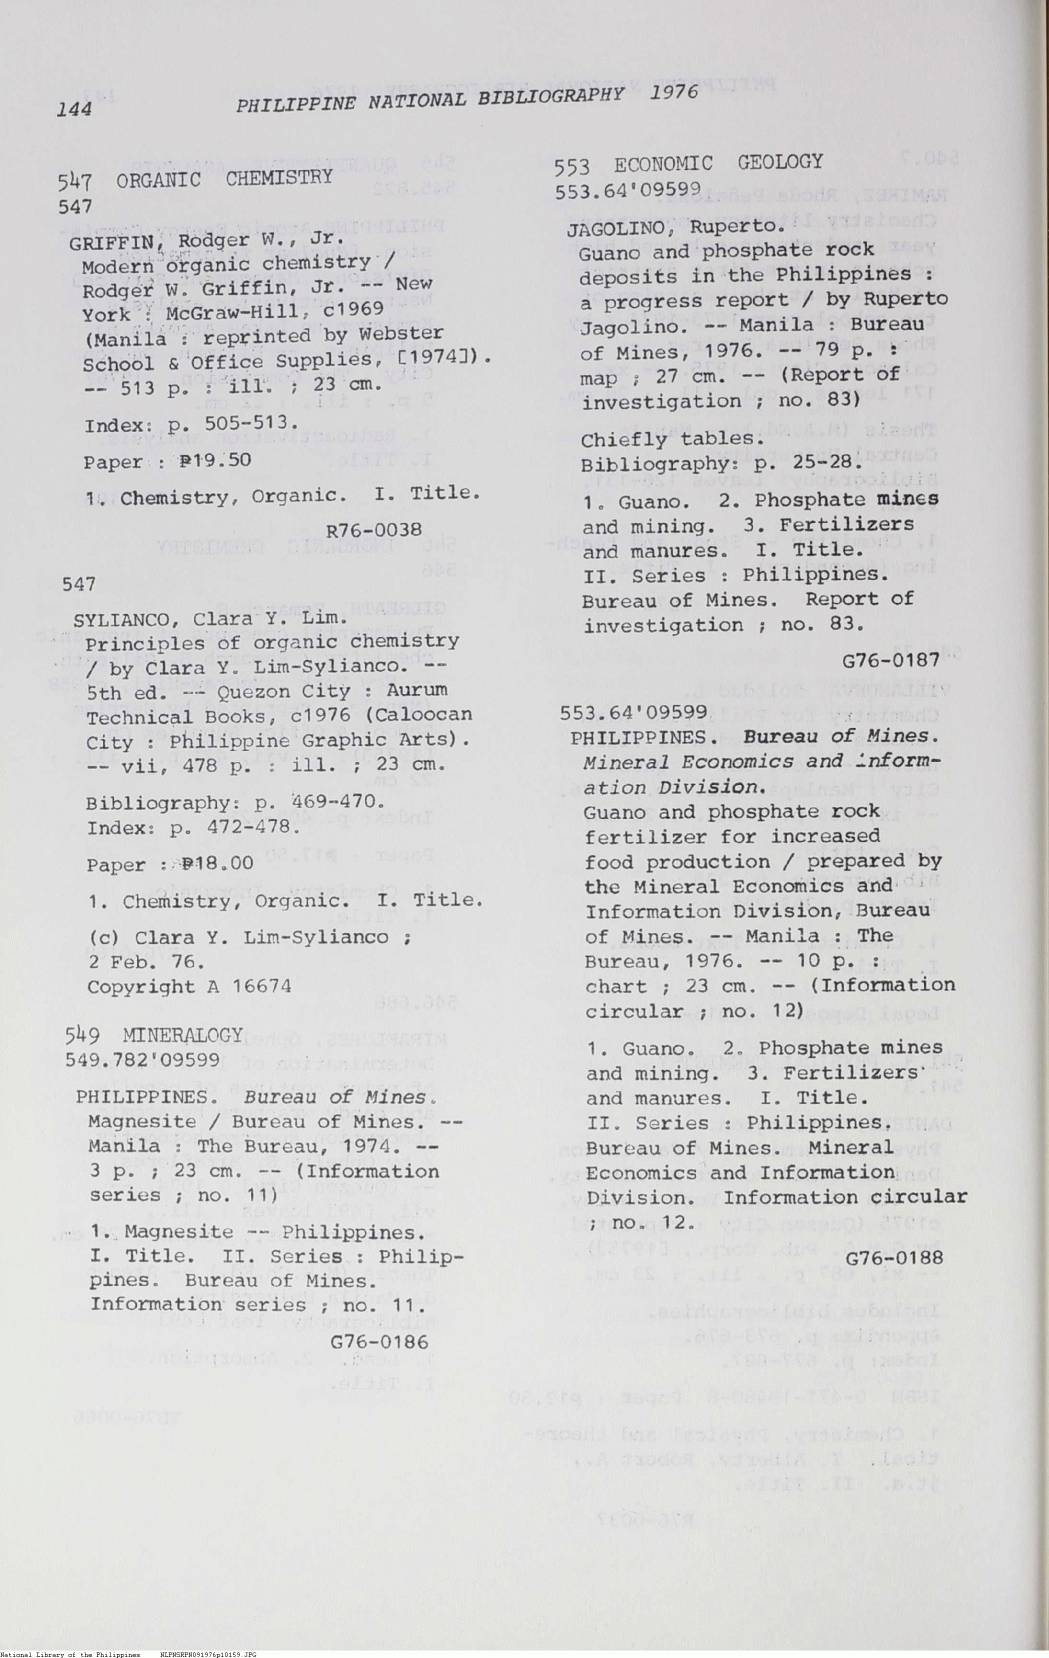 144
PHILIPPINE NATIONAL BIBLIOGRAPHY 1976
547 ORGANIC CHEMISTRY
547
GRIFFIN, Rodger W., Jr.
Modern organic chemistry /
Rodger W. Griffin, Jr. -- New
York : McGraw-Hill, c1969
(Manila : reprinted by Webster
School & Office Supplies, [1974]).
-- 513 p. : ill. ; 23 cm.
Index: p. 505-513.
Paper : ₱19.50
1. Chemistry, Organic. I. Title.
R76-0038
547
SYLIANCO, Clara Y. Lim.
Principles of organic chemistry
/ by Clara Y. Lim-Sylianco. --
5th ed. -- Quezon City : Aurum
Technical Books, c1976 (Caloocan
City : Philippine Graphic Arts).
-- vii, 478 p. : ill. ; 23 cm.
Bibliography: p. 469-470.
Index: p. 472-478.
Paper : ₱18.00
1. Chemistry, Organic. I. Title.
(c) Clara Y. Lim-Sylianco ;
2 Feb. 76.
Copyright A 16674
549 MINERALOGY
549.782'09599
PHILIPPINES. Bureau of Mines.
Magnesite / Bureau of Mines. --
Manila : The Bureau, 1974. --
3 p. ; 23 cm. -- (Information
series ; no. 11)
1. Magnesite -- Philippines.
I. Title. II. Series : Philip-
pines. Bureau of Mines.
Information series ; no. 11.
G76-0186
553 ECONOMIC GEOLOGY
553.64'09599
JAGOLINO, Ruperto.
Guano and phosphate rock
deposits in the Philippines :
a progress report / by Ruperto
Jagolino. -- Manila : Bureau
of Mines, 1976. -- 79 p. :
map ; 27 cm. -- (Report of
investigation ; no. 83)
Chiefly tables.
Bibliography: p. 25-28.
1. Guano. 2. Phosphate mines
and mining. 3. Fertilizers
and manures. I. Title.
II. Series : Philippines.
Bureau of Mines. Report of
investigation ; no. 83.
G76-0187
553.64'09599
PHILIPPINES. Bureau of Mines.
Mineral Economics and Inform-
ation Division.
Guano and phosphate rock
fertilizer for increased
food production / prepared by
the Mineral Economics and
Information Division, Bureau
of Mines. -- Manila : The
Bureau, 1976. -- 10 p. :
chart ; 23 cm. -- (Information
circular ; no. 12)
1. Guano. 2. Phosphate mines
and mining. 3. Fertilizers
and manures. I. Title.
II. Series : Philippines.
Bureau of Mines. Mineral
Economics and Information
Division. Information circular
; no. 12.
G76-0188
National Library of the Philippines NLPNSRPN091976p10159.JPG